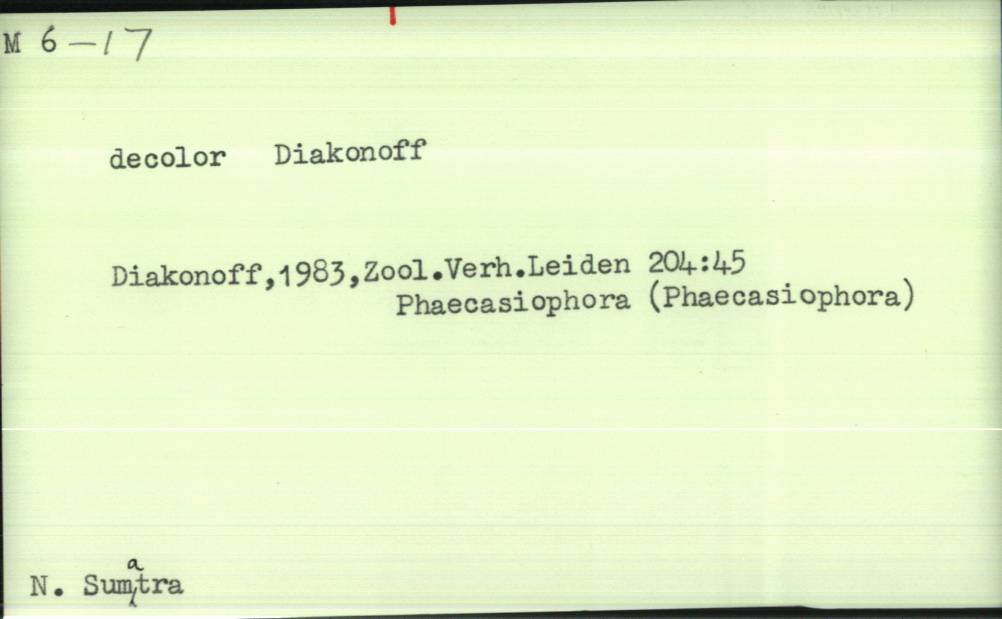 M 6-17
decolor Diakonoff
Diakonoff,1983,Zool.Verh.Leiden 204:45
Phaecasiophora (Phaecasiophora)
N. Sumatra